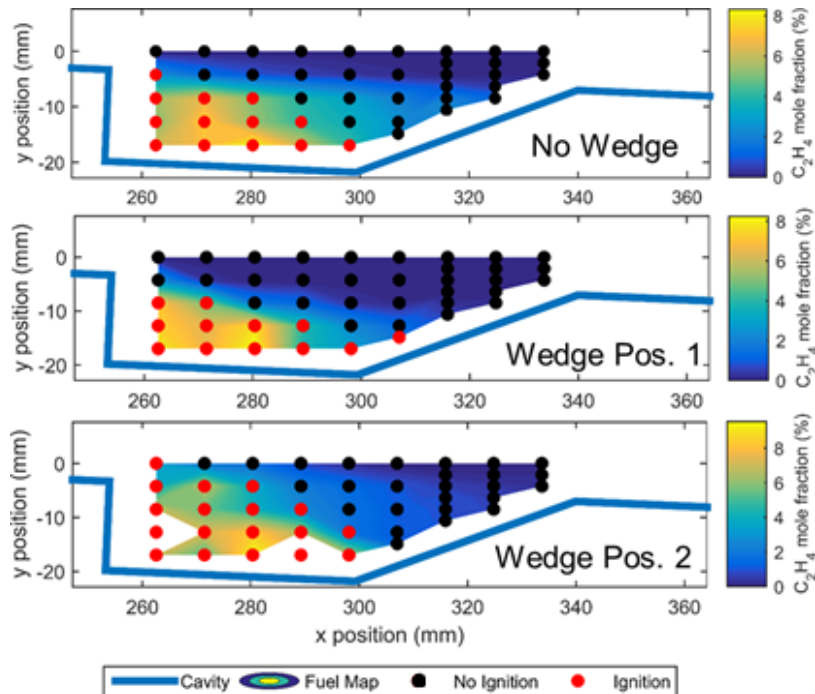 0
-10
-20
y position (mm)
No Wedge
260 280 300 320 340 360
8
6
4
2
0
C2H4 mole fraction (%)
0
-10
-20
y position (mm)
Wedge Pos. 1
260 280 300 320 340 360
8
6
4
2
0
C2H4 mole fraction (%)
0
-10
-20
y position (mm)
Wedge Pos. 2
260 280 300 320 340 360
x position (mm)
8
6
4
2
0
C2H4 mole fraction (%)
Cavity Fuel Map No Ignition Ignition